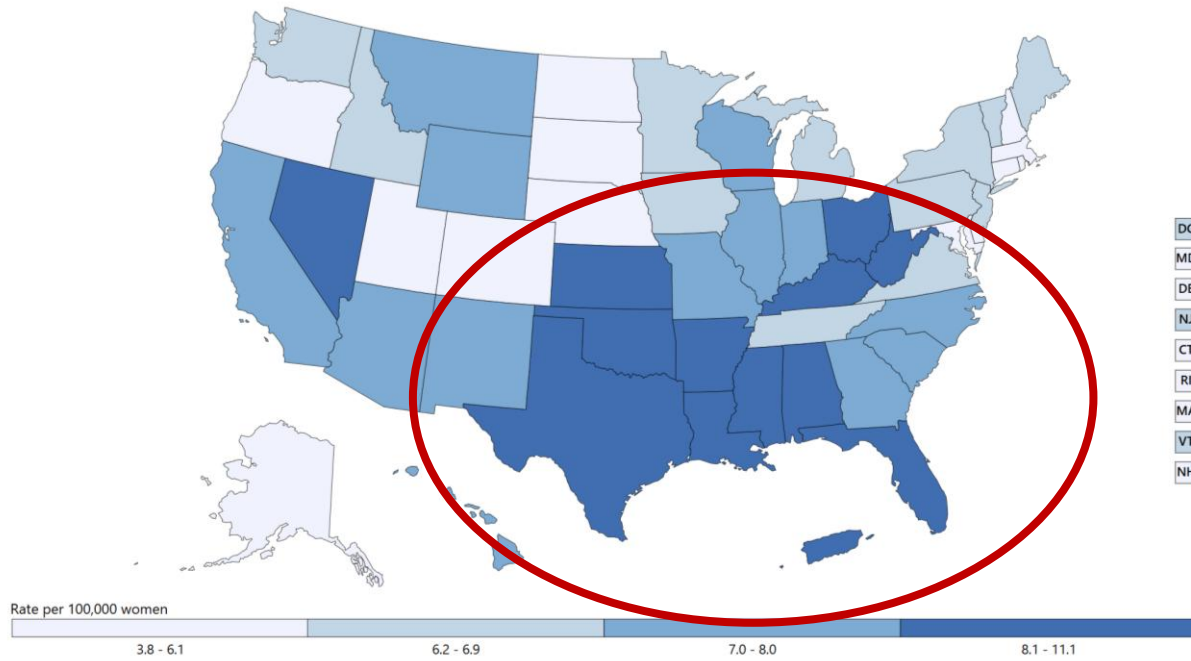 DC
MD
DE
NJ
CT
RI
MA
VT
NH
Rate per 100,000 women
3.8 - 6.1
6.2 - 6.9
7.0 - 8.0
8.1 - 11.1